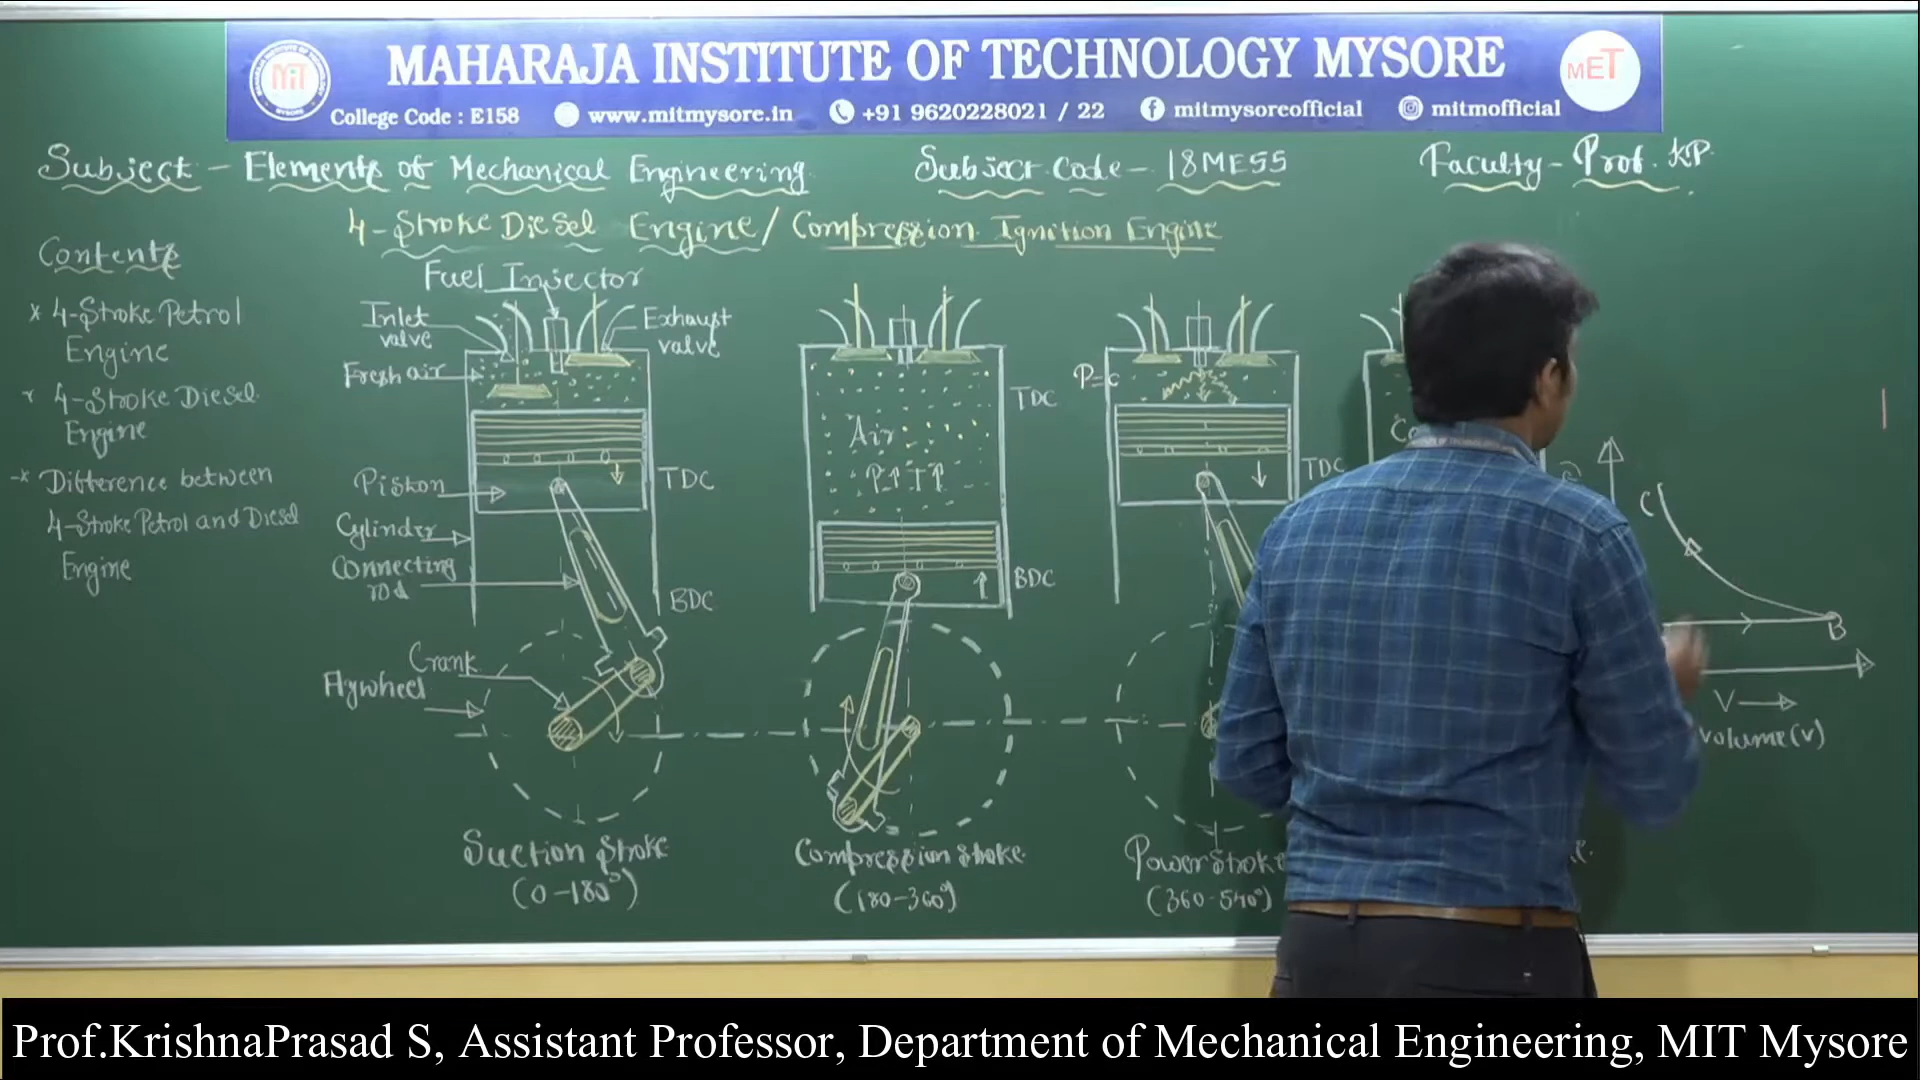 MAHARAJA INSTITUTE OF TECHNOLOGY MYSORE
College Code : E158 www.mitmysore.in +91 9620228021 / 22 mitmysoreofficial mitmofficial
MIT
MET
Subject - Elements of Mechanical Engineering Subject Code - 18ME55 Faculty - Prof. KP
4-Stroke Diesel Engine / Compression Ignition Engine
Contents
* 4-Stroke Petrol
Engine
* 4-Stroke Diesel
Engine
* Difference between
4-Stroke Petrol and Diesel
Engine
Fuel Injector
Inlet
valve
Exhaust
valve
Fresh air
Piston
TDC
Cylinder
Connecting
rod
BDC
Crank
Flywheel
Suction Stroke
(0-180°)
TDC
Air
P↑ T↑
BDC
Compression stroke
(180-360°)
P=C
TDC
Power Stroke
(360-540°)
C
B
V
Volume (V)
Prof.KrishnaPrasad S, Assistant Professor, Department of Mechanical Engineering, MIT Mysore